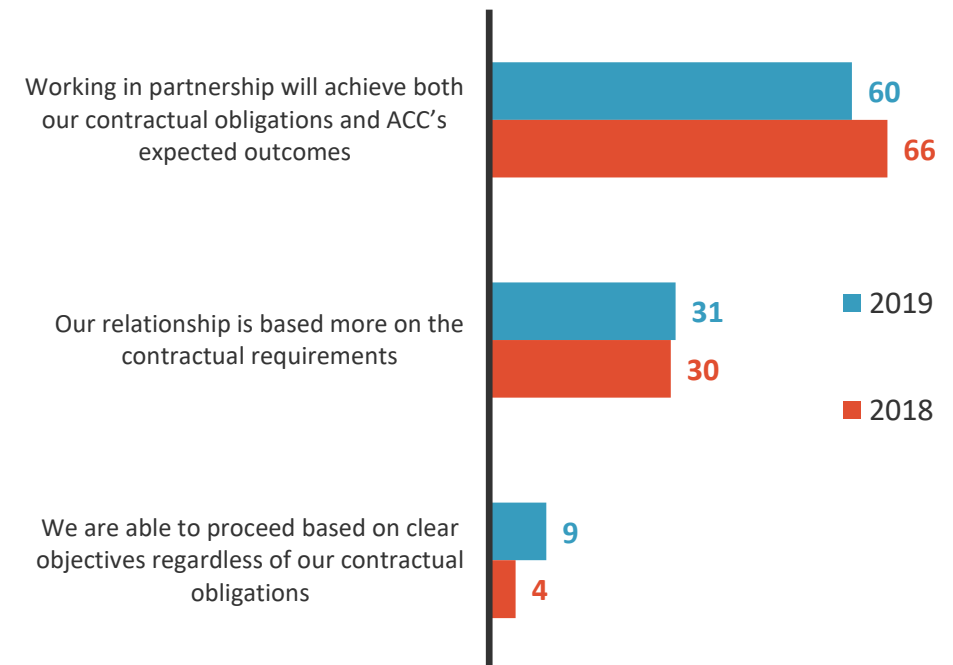 Working in partnership will achieve both
our contractual obligations and ACC’s
expected outcomes
60
66
Our relationship is based more on the
contractual requirements
31
30
2019
2018
We are able to proceed based on clear
objectives regardless of our contractual
obligations
9
4